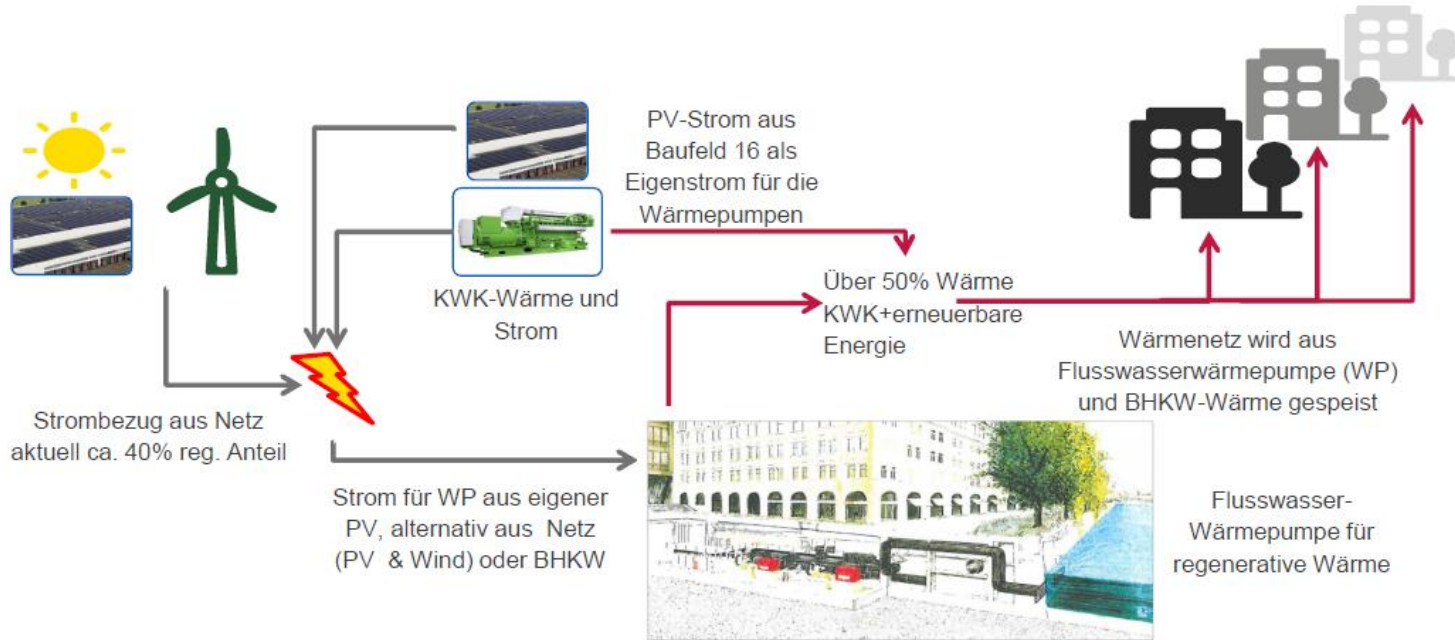 PV-Strom aus
Baufeld 16 als
Eigenstrom für die
Wärmepumpen
KWK-Wärme und
Strom
Über 50% Wärme
KWK+erneuerbare
Energie
Wärmenetz wird aus
Flusswasserwärmepumpe (WP)
und BHKW-Wärme gespeist
Strombezug aus Netz
aktuell ca. 40% reg. Anteil
Strom für WP aus eigener
PV, alternativ aus Netz
(PV & Wind) oder BHKW
Flusswasser-
Wärmepumpe für
regenerative Wärme